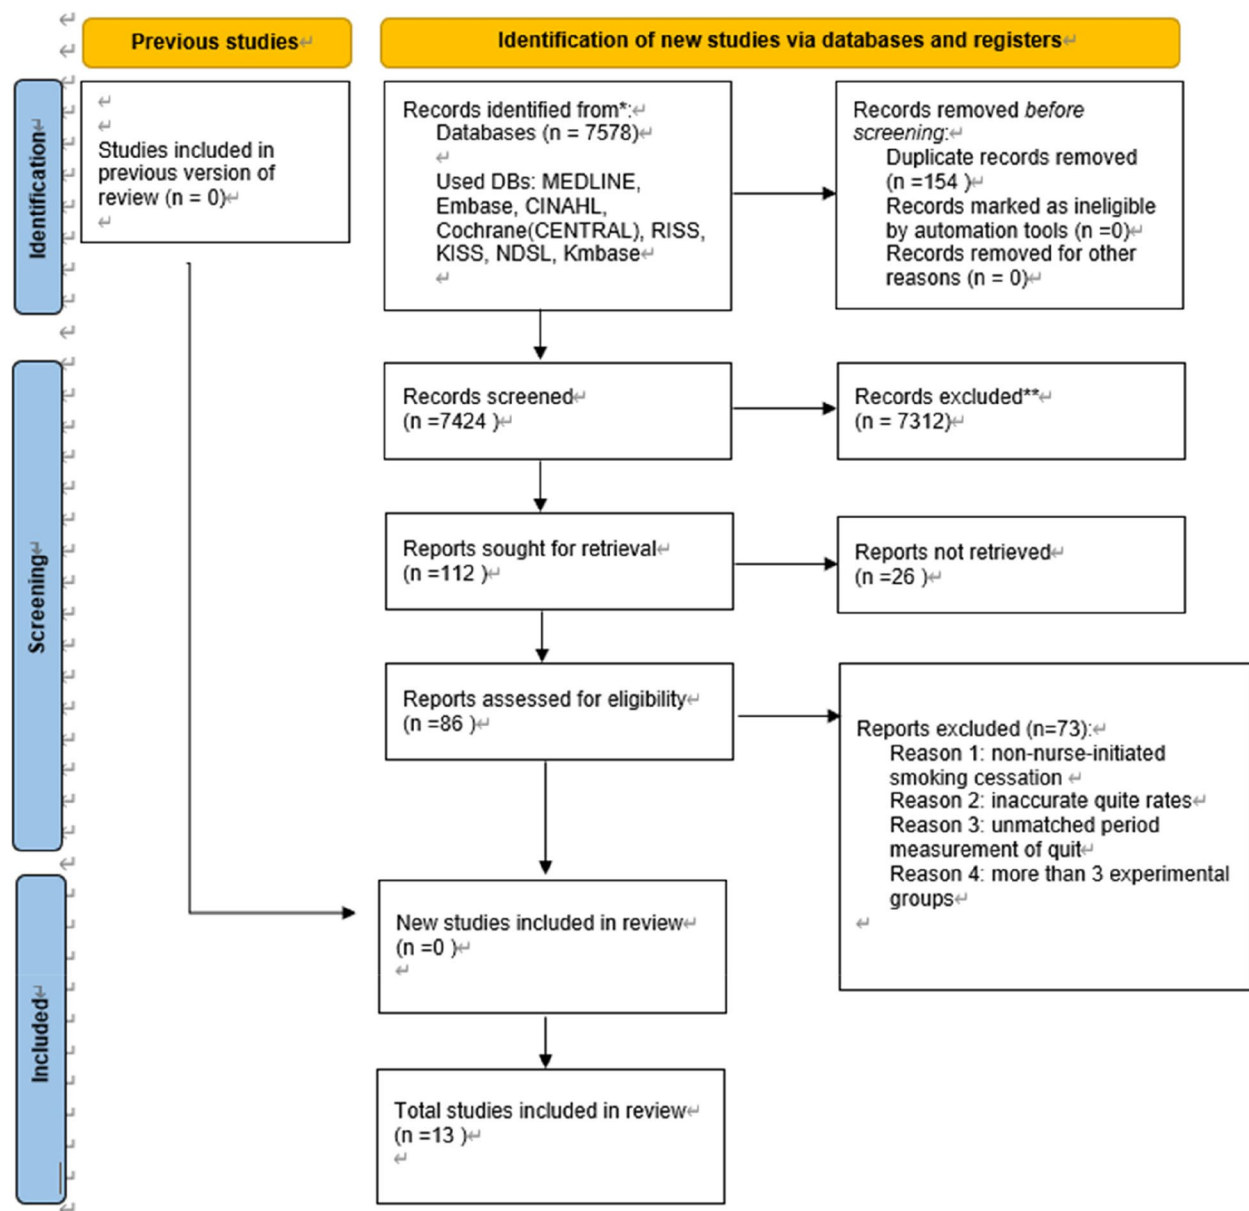 Previous studies↵
Identification of new studies via databases and registers↵
Identification↵
Studies included in
previous version of
review (n = 0)↵
Records identified from*:↵
Databases (n = 7578)↵
Used DBs: MEDLINE,
Embase, CINAHL,
Cochrane(CENTRAL), RISS,
KISS, NDSL, Kmbase↵
Records removed before
screening:↵
Duplicate records removed
(n =154 )↵
Records marked as ineligible
by automation tools (n =0)↵
Records removed for other
reasons (n = 0)↵
Screening↵
Records screened↵
(n =7424 )↵
Records excluded**↵
(n = 7312)↵
Reports sought for retrieval↵
(n =112 )↵
Reports not retrieved↵
(n =26 )↵
Reports assessed for eligibility↵
(n =86 )↵
Reports excluded (n=73):↵
Reason 1: non-nurse-initiated
smoking cessation ↵
Reason 2: inaccurate quite rates↵
Reason 3: unmatched period
measurement of quit↵
Reason 4: more than 3 experimental
groups↵
Included↵
New studies included in review↵
(n =0 )↵
Total studies included in review↵
(n =13 )↵